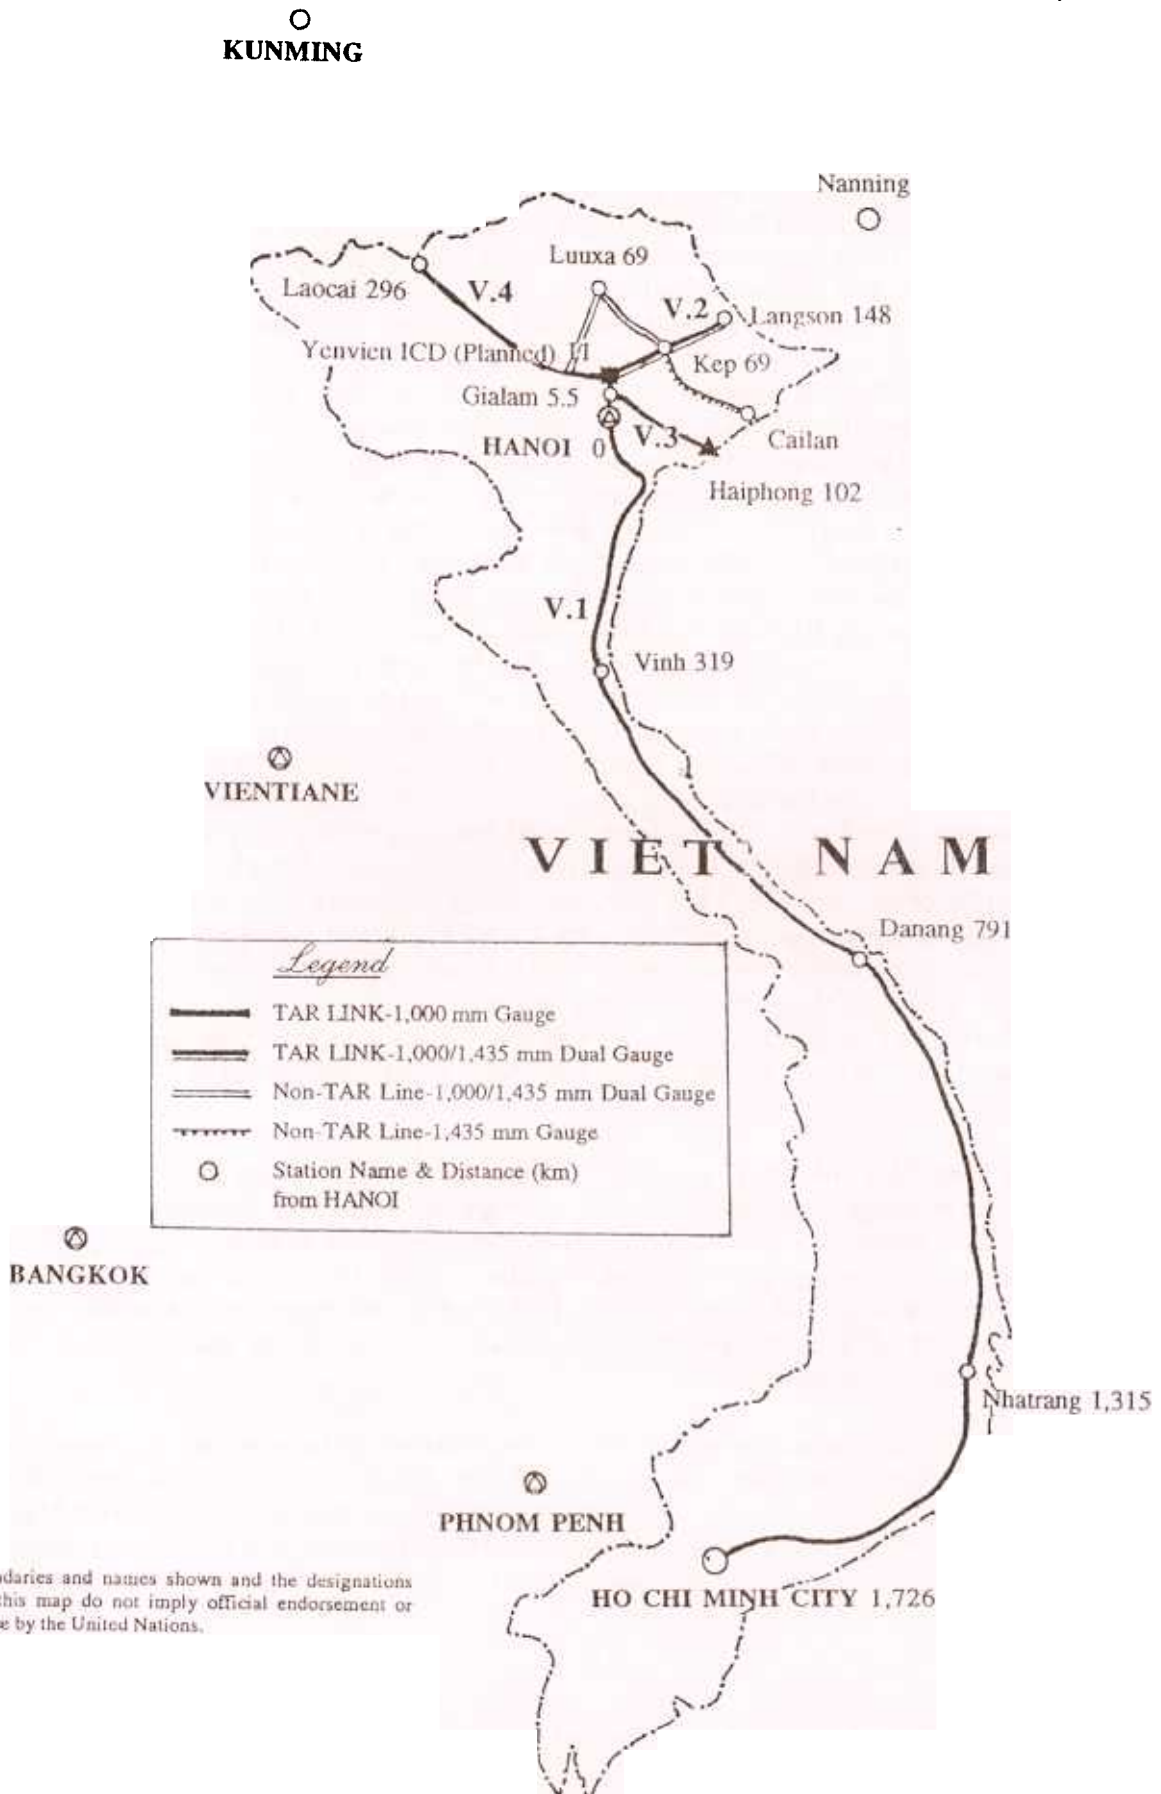 KUNMING
Nanning
Luuxa 69
Laocai 296
V.4
V.2
Langson 148
Yenvien ICD (Planned) 11
Kep 69
Gialam 5.5
V.3
HANOI 0
Cailan
Haiphong 102
V.1
Vinh 319
VIENTIANE
VIET NAM
Danang 791
Legend
TAR LINK-1,000 mm Gauge
TAR LINK-1,000/1,435 mm Dual Gauge
Non-TAR Line-1,000/1,435 mm Dual Gauge
Non-TAR Line-1,435 mm Gauge
Station Name & Distance (km)
from HANOI
BANGKOK
Nhatrang 1,315
PHNOM PENH
HO CHI MINH CITY 1,726
daries and names shown and the designations
this map do not imply official endorsement or
e by the United Nations.